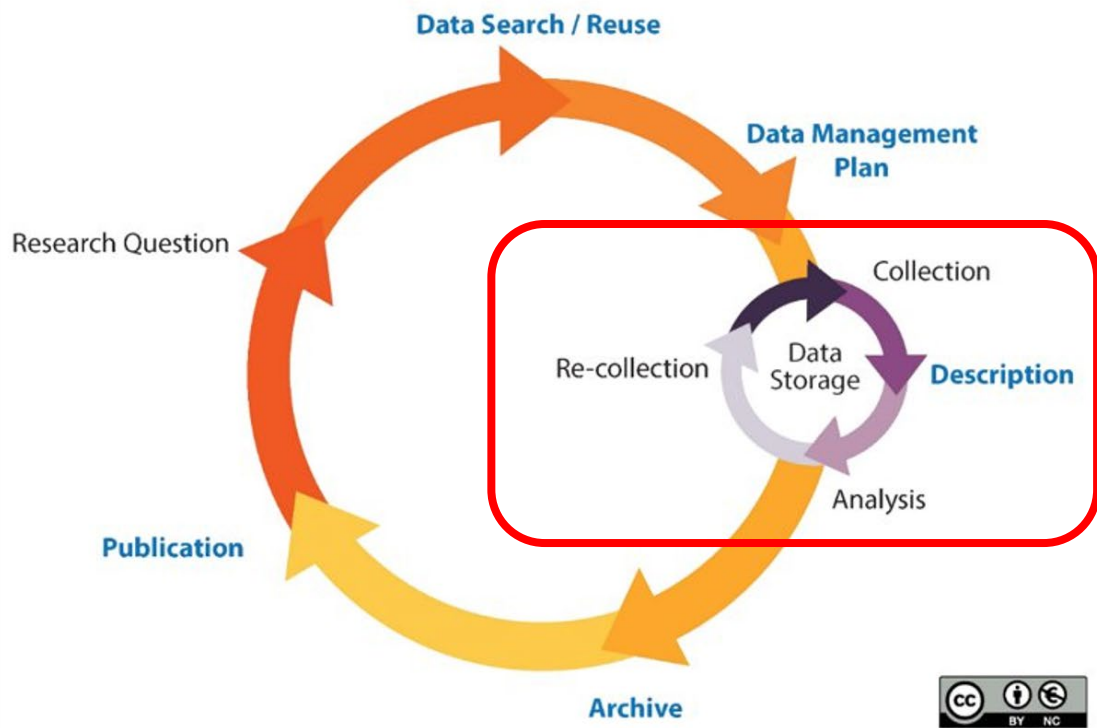 Data Search / Reuse
Data Management
Plan
Research Question
Collection
Re-collection
Data
Storage
Description
Analysis
Publication
Archive
cc
BY NC